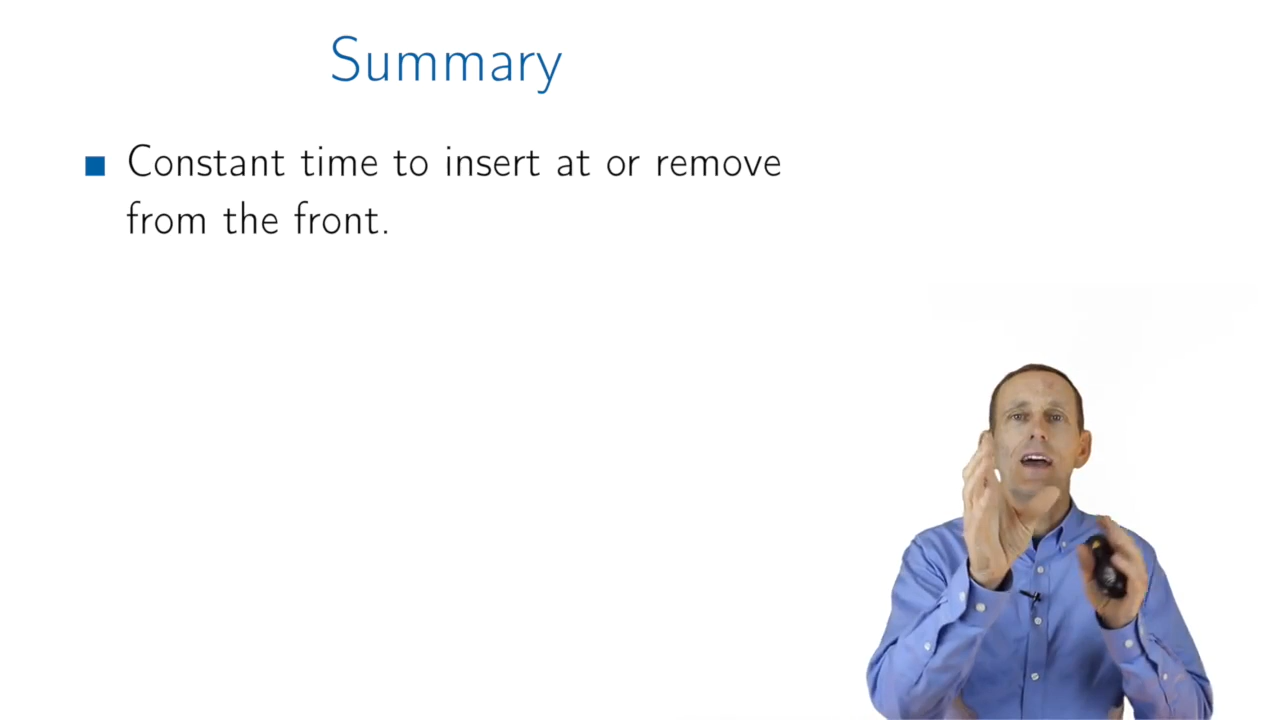 Summary
Constant time to insert at or remove
from the front.